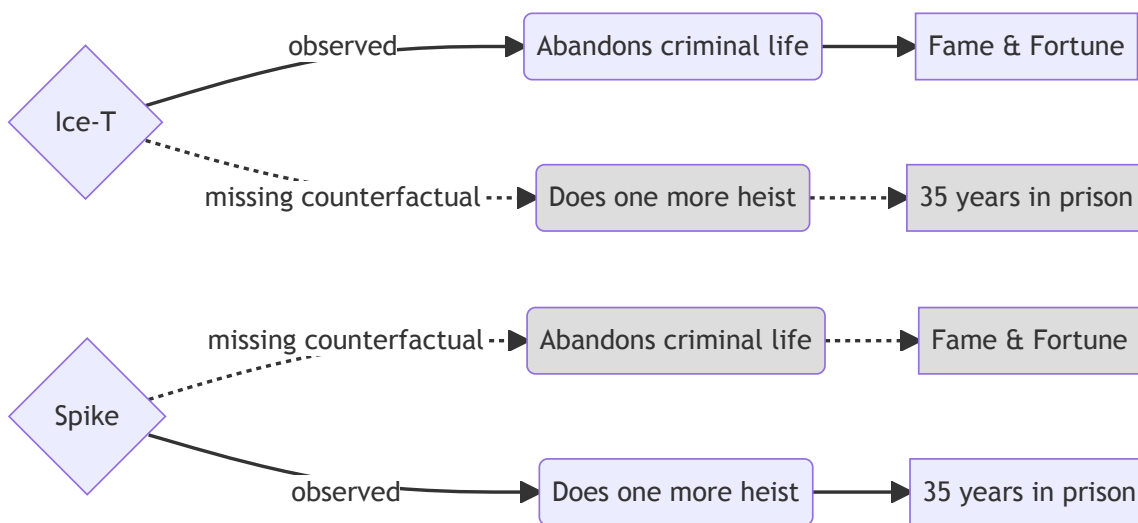 Ice-T
observed
Abandons criminal life
Fame & Fortune
missing counterfactual
Does one more heist
35 years in prison
Spike
missing counterfactual
Abandons criminal life
Fame & Fortune
observed
Does one more heist
35 years in prison